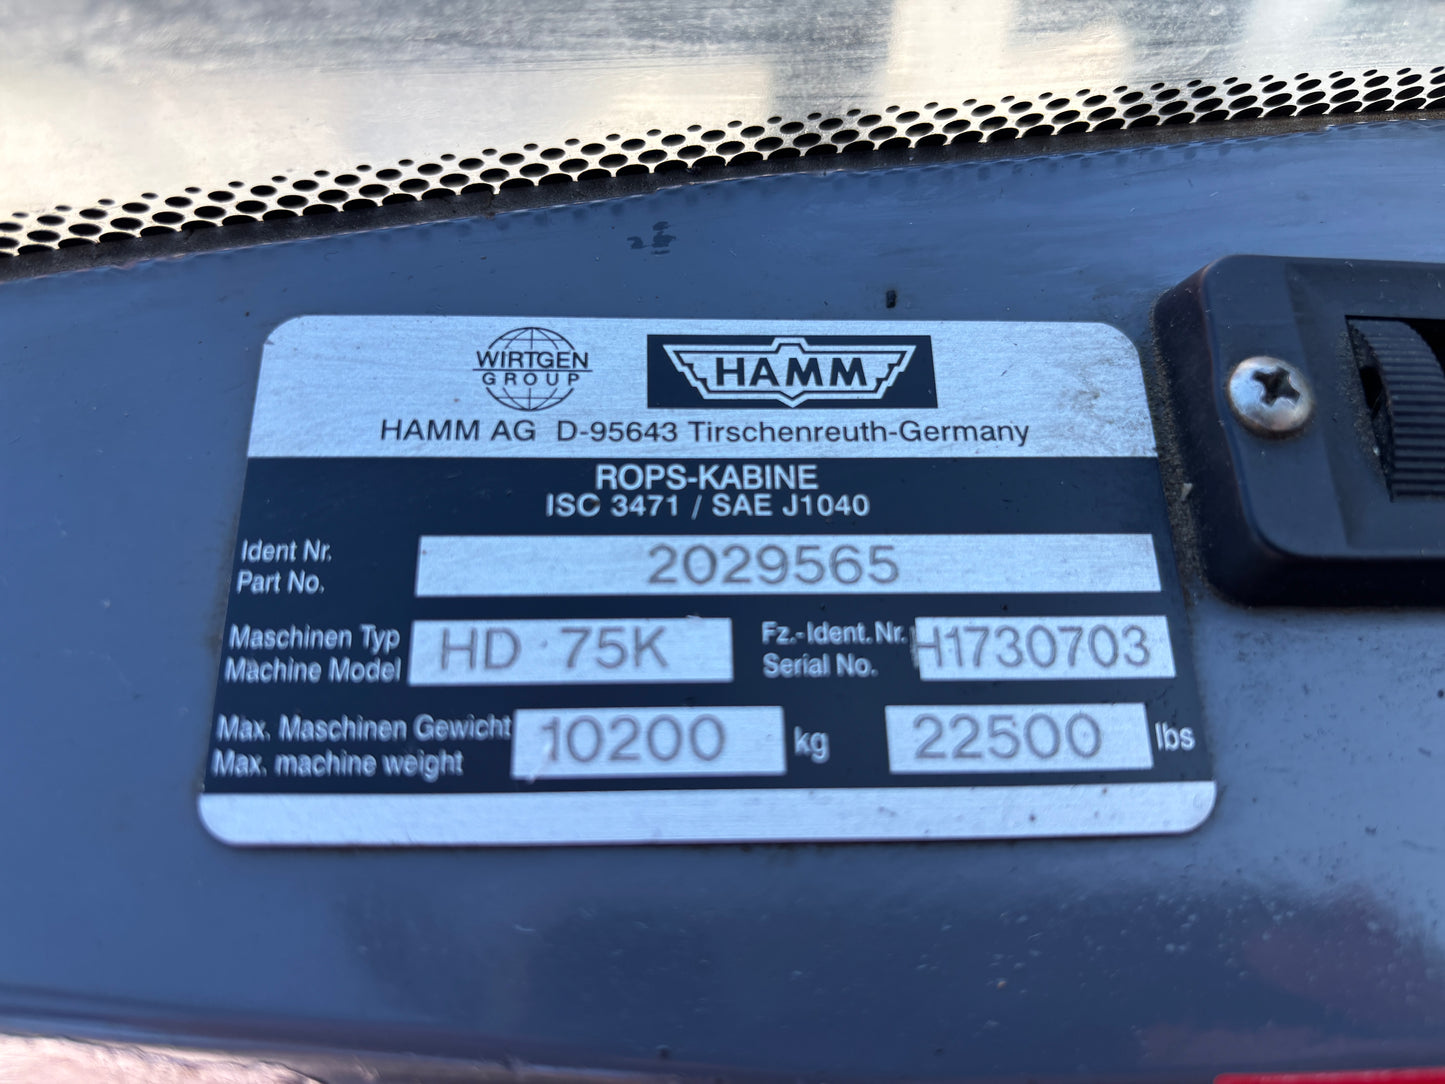 WIRTGEN
GROUP
HAMM
HAMM AG D-95643 Tirschenreuth-Germany
ROPS-KABINE
ISC 3471 / SAE J1040
Ident Nr.
Part No.
2029565
Maschinen Typ
Machine Model
HD 75K
Fz.-Ident. Nr.
Serial No.
H1730703
Max. Maschinen Gewicht
Max. machine weight
10200 kg
22500 lbs